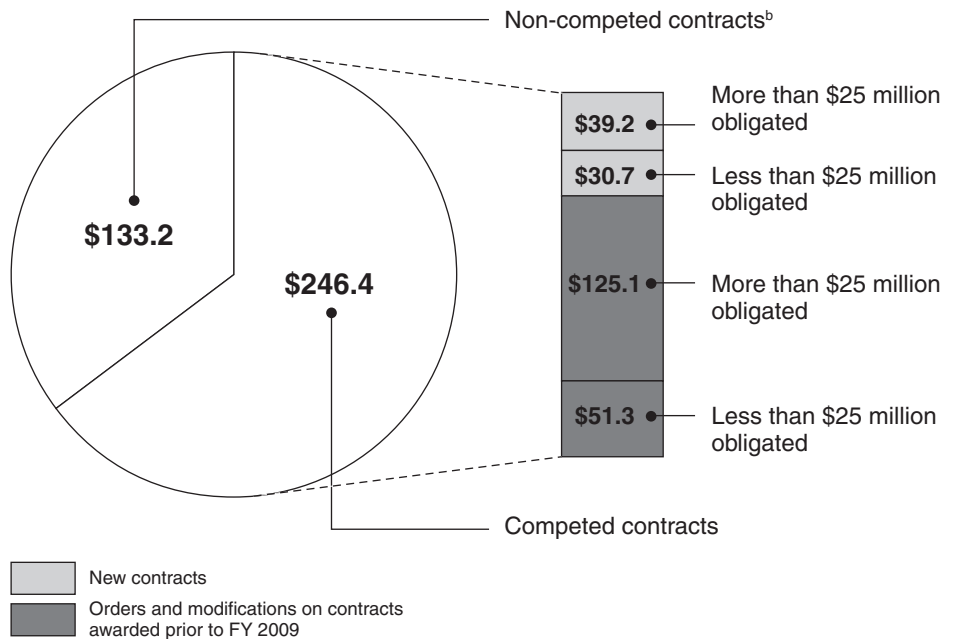 Non-competed contractsᵇ
$133.2
$246.4
Competed contracts
$39.2
More than $25 million
obligated
$30.7
Less than $25 million
obligated
$125.1
More than $25 million
obligated
$51.3
Less than $25 million
obligated
New contracts
Orders and modifications on contracts
awarded prior to FY 2009